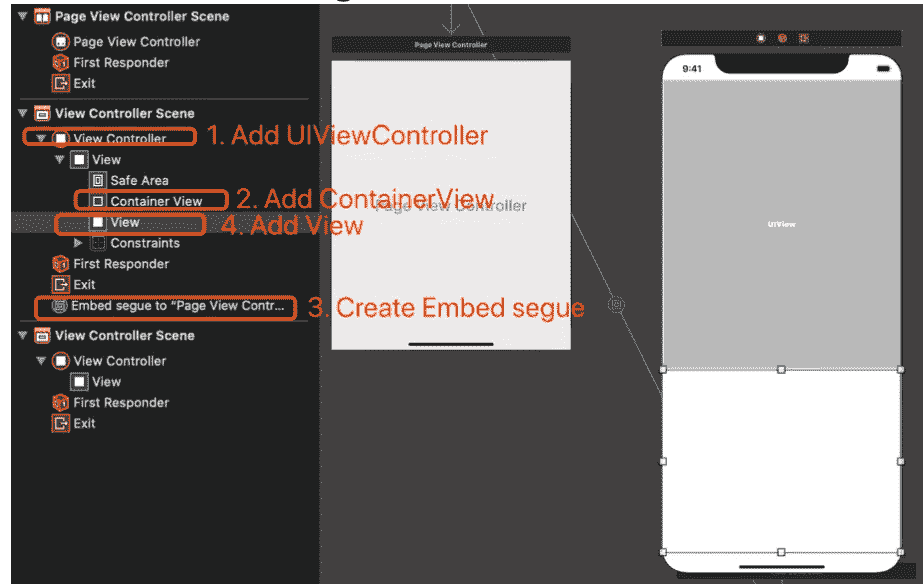 Page View Controller Scene
Page View Controller
First Responder
Exit
View Controller Scene
View Controller
1. Add UIViewController
View
Safe Area
Container View
2. Add ContainerView
View
4. Add View
Constraints
First Responder
Exit
Embed segue to "Page View Contr...
3. Create Embed segue
View Controller Scene
View Controller
View
First Responder
Exit
Page View Controller
Page View Controller
9:41
UIView